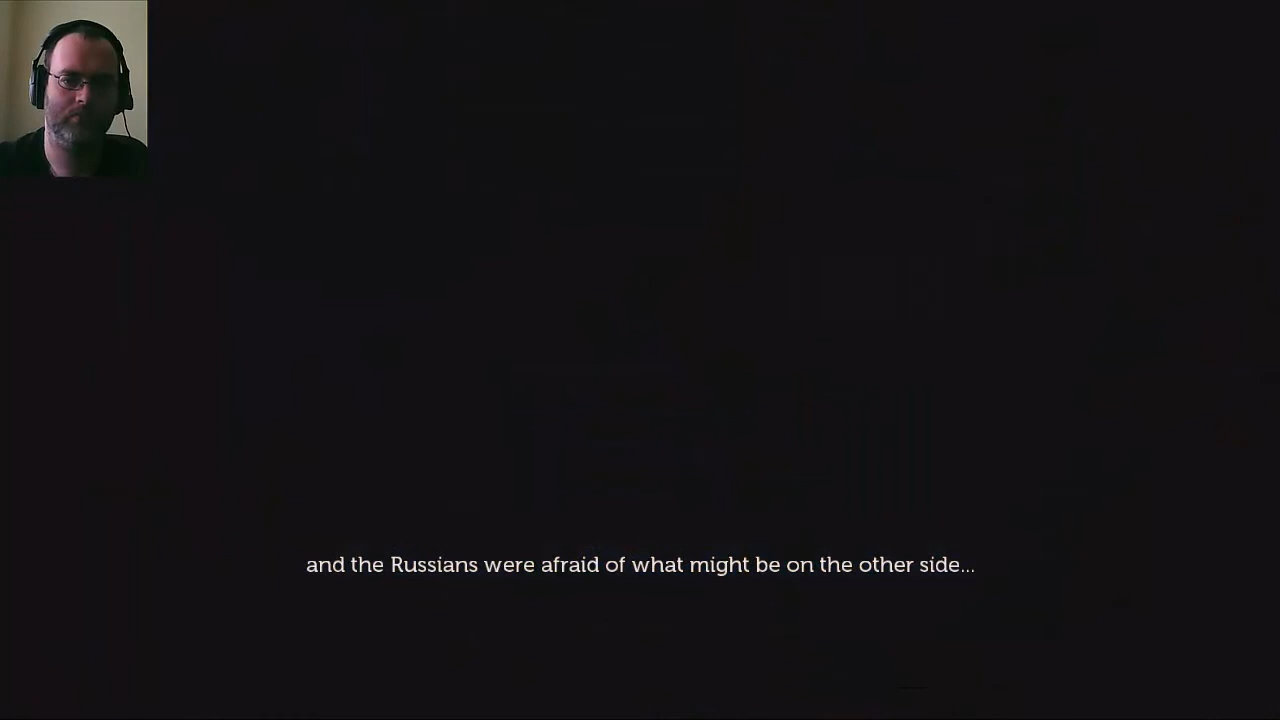 and the Russians were afraid of what might be on the other side...